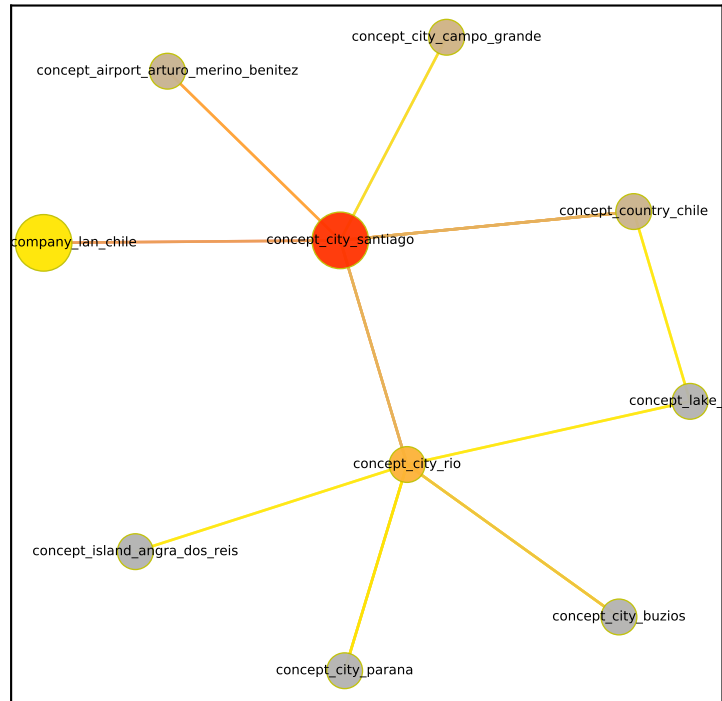 concept_city_campo_grande
concept_airport_arturo_merino_benitez
concept_country_chile
concept_city_santiago
company_lan_chile
concept_lake_
concept_city_rio
concept_island_angra_dos_reis
concept_city_buzios
concept_city_parana